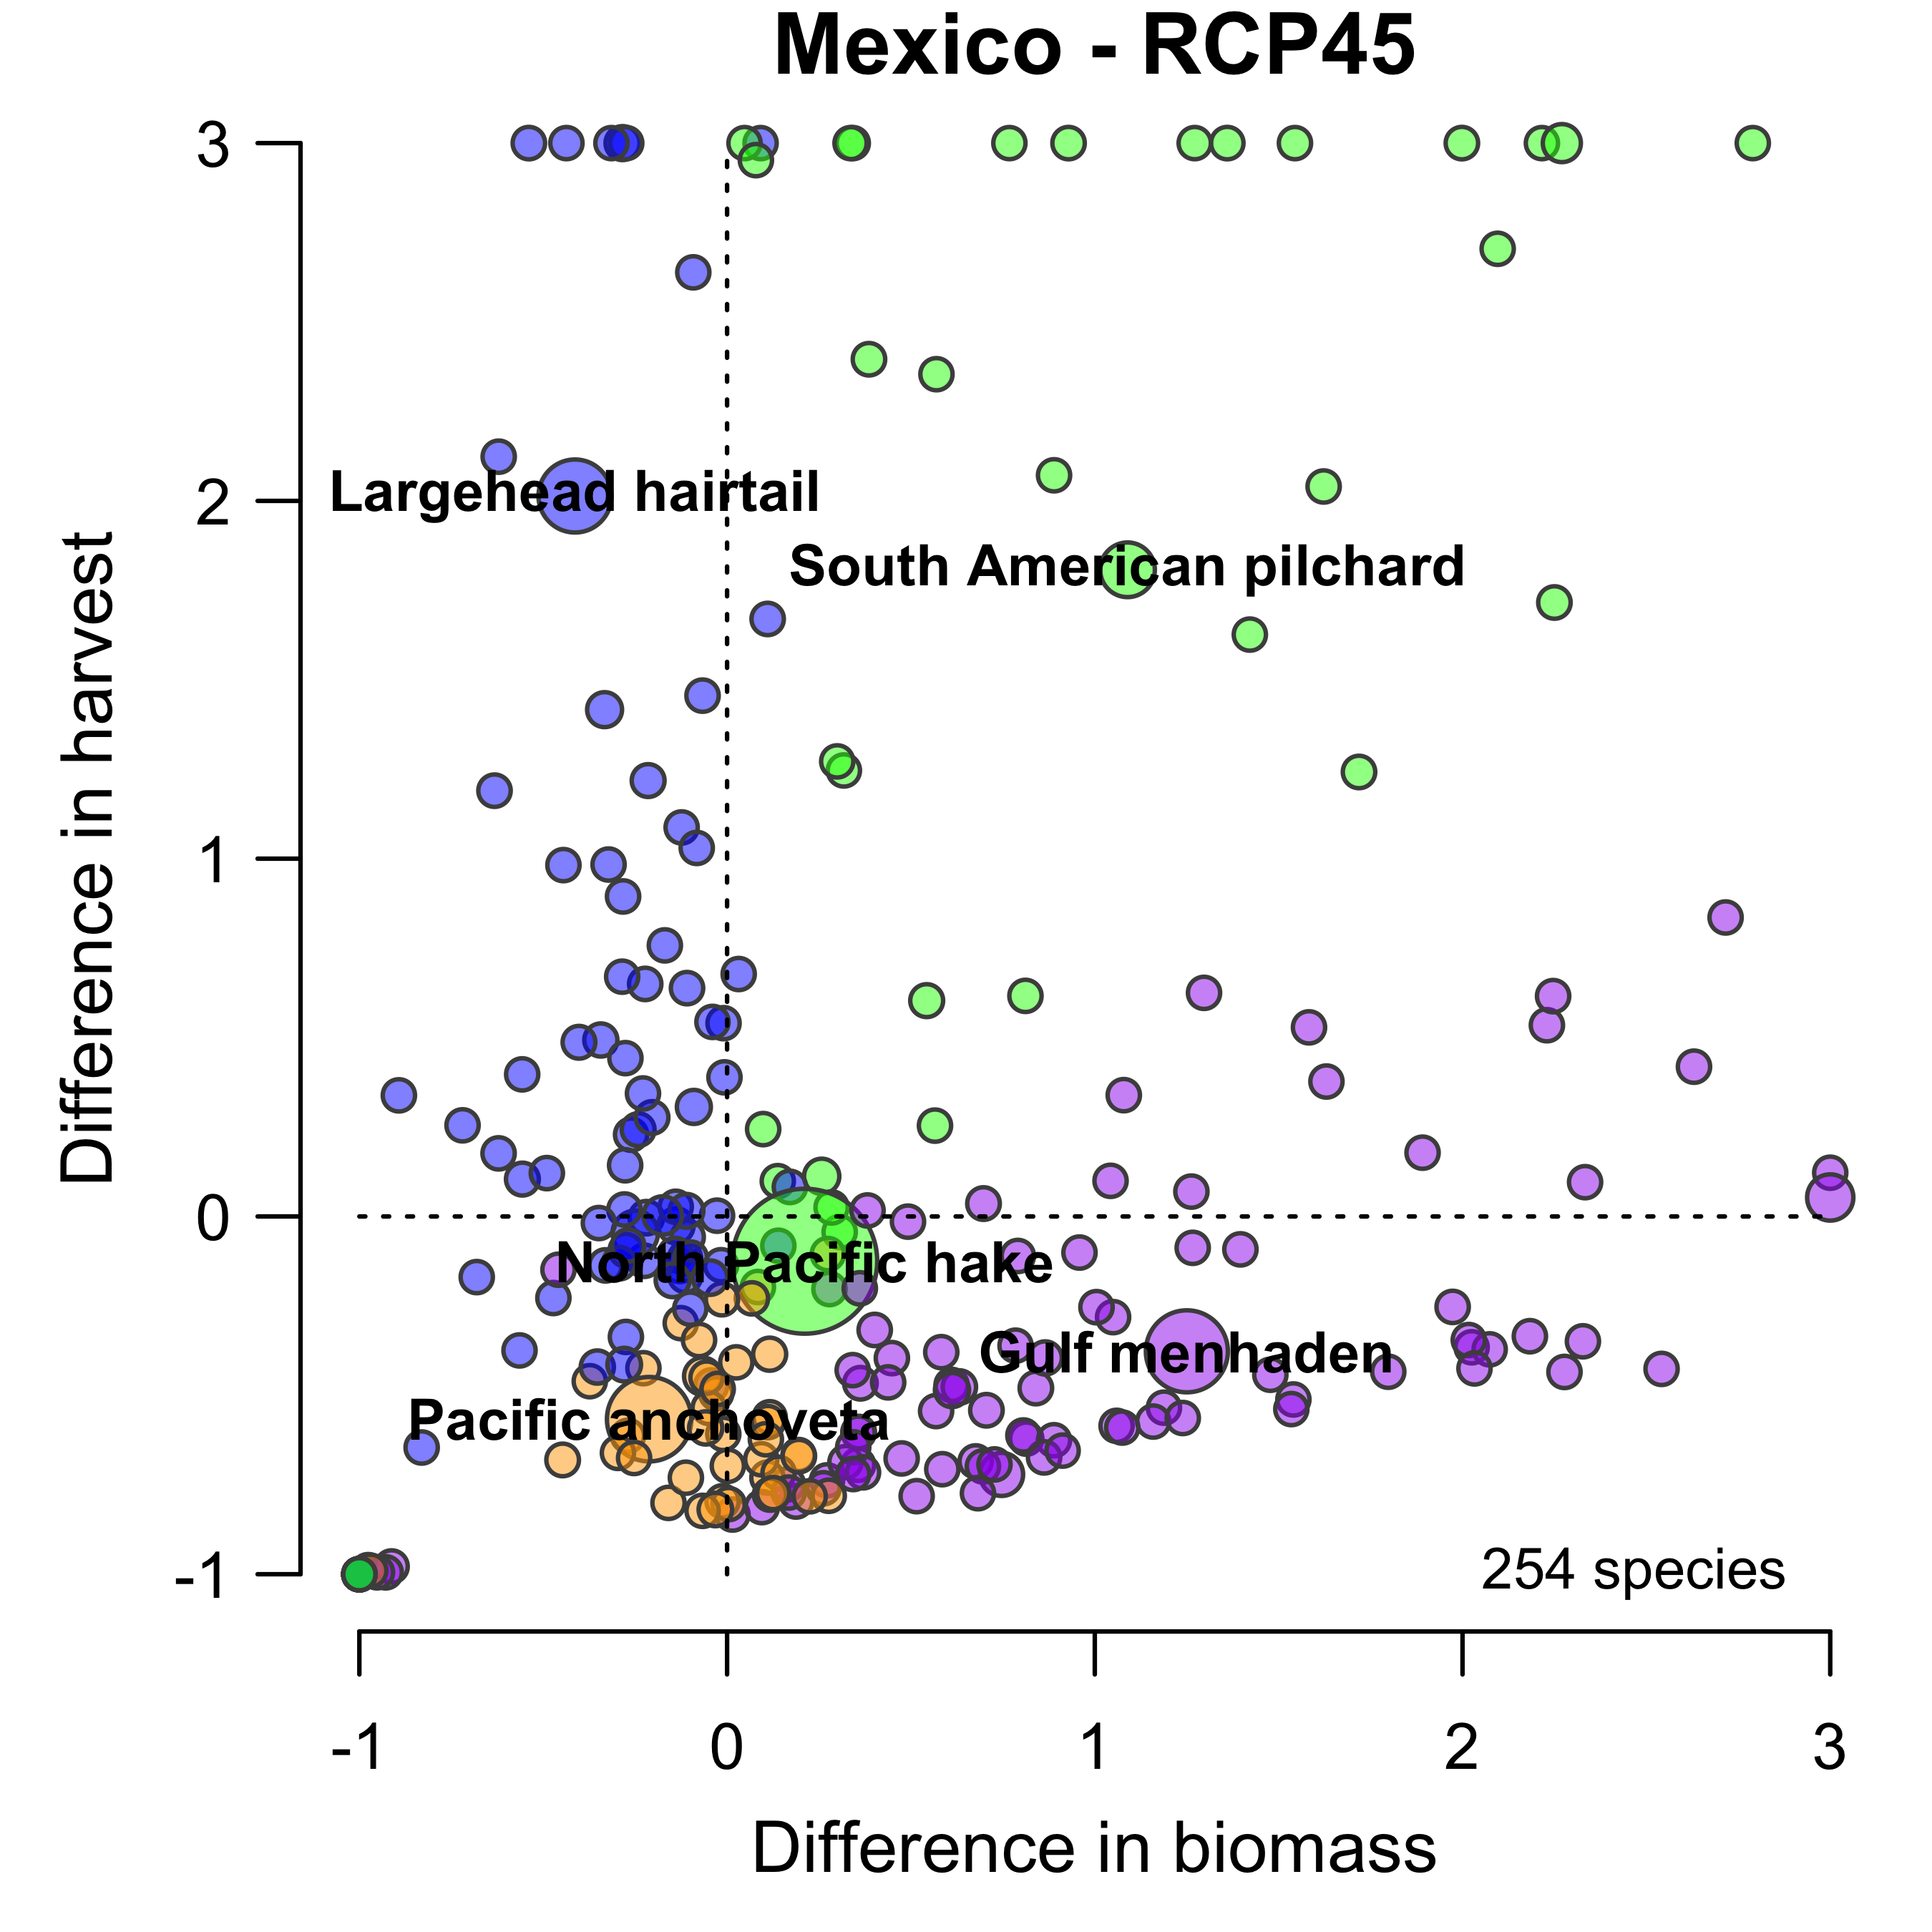 Mexico - RCP45
Difference in harvest
3
2
1
0
-1
Largehead hairtail
South American pilchard
North Pacific hake
Gulf menhaden
Pacific anchoveta
254 species
-1
0
1
2
3
Difference in biomass